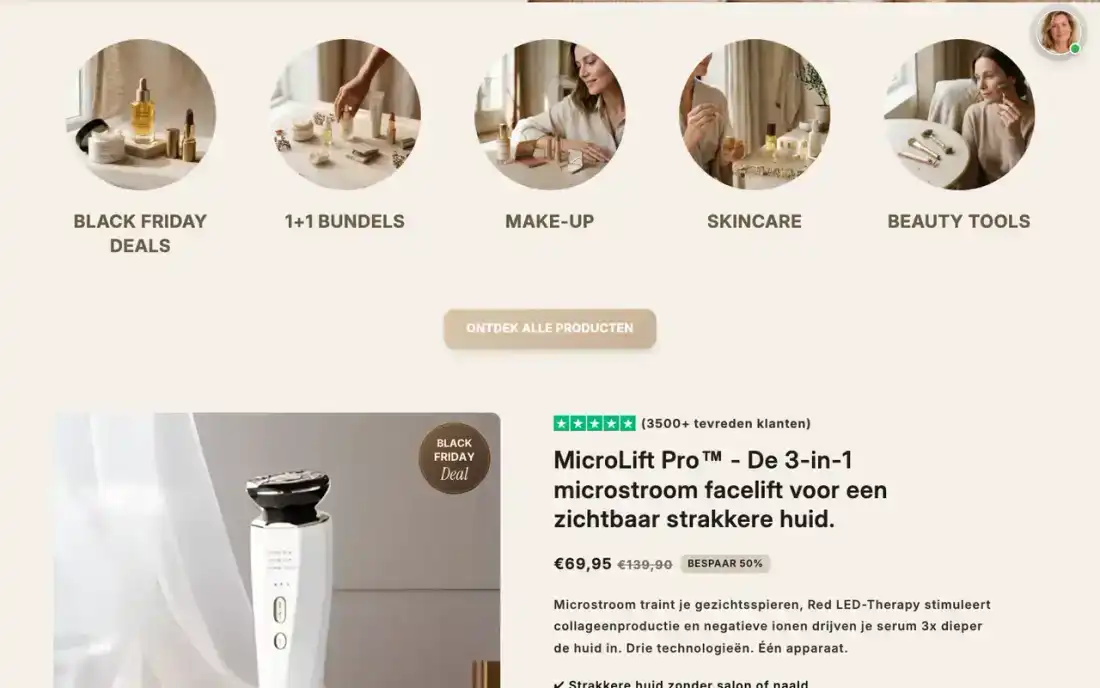 BLACK FRIDAY
DEALS
1+1 BUNDELS
MAKE-UP
SKINCARE
BEAUTY TOOLS
ONTDEK ALLE PRODUCTEN
BLACK
FRIDAY
Deal
(3500+ tevreden klanten)
MicroLift Pro™ - De 3-in-1
microstroom facelift voor een
zichtbaar strakkere huid.
€69,95 €139,90 BESPAAR 50%
Microstroom traint je gezichtsspieren, Red LED-Therapy stimuleert
collageenproductie en negatieve ionen drijven je serum 3x dieper
de huid in. Drie technologieën. Één apparaat.
✔ Strakkere huid zonder salon of naald